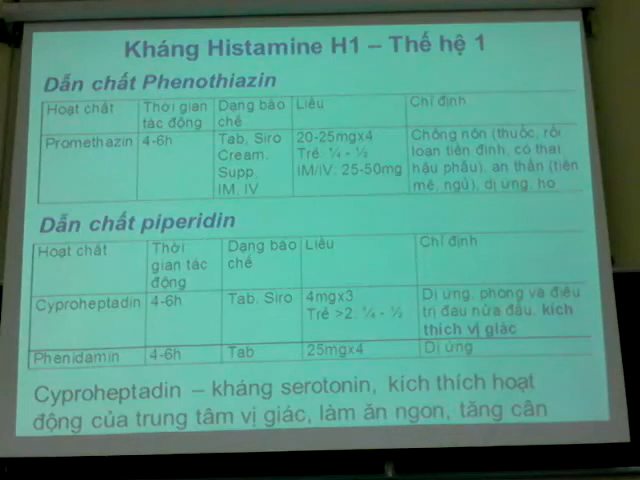 Kháng Histamine H1 – Thế hệ 1
Dẫn chất Phenothiazin
Hoạt chất
Thời gian tác động
Dạng bào chế
Liều
Chỉ định
Promethazin
4-6h
Tab, Siro
Cream.
Supp.
IM. IV
20-25mgx4
Trẻ ¼ - ½
IM/IV: 25-50mg
Chống nôn (thuốc, rối
loạn tiền đình, có thai
hậu phẫu), an thần (tiền
mê, ngủ), dị ứng, ho
Dẫn chất piperidin
Hoạt chất
Thời
gian tác
động
Dạng bào
chế
Liều
Chỉ định
Cyproheptadin
4-6h
Tab. Siro
4mgx3
Trẻ >2: ¼ - ½
Dị ứng, phòng và điều
trị đau nửa đầu, kích
thích vị giác
Phenidamin
4-6h
Tab
25mgx4
Dị ứng
Cyproheptadin – kháng serotonin, kích thích hoạt
động của trung tâm vị giác, làm ăn ngon, tăng cân